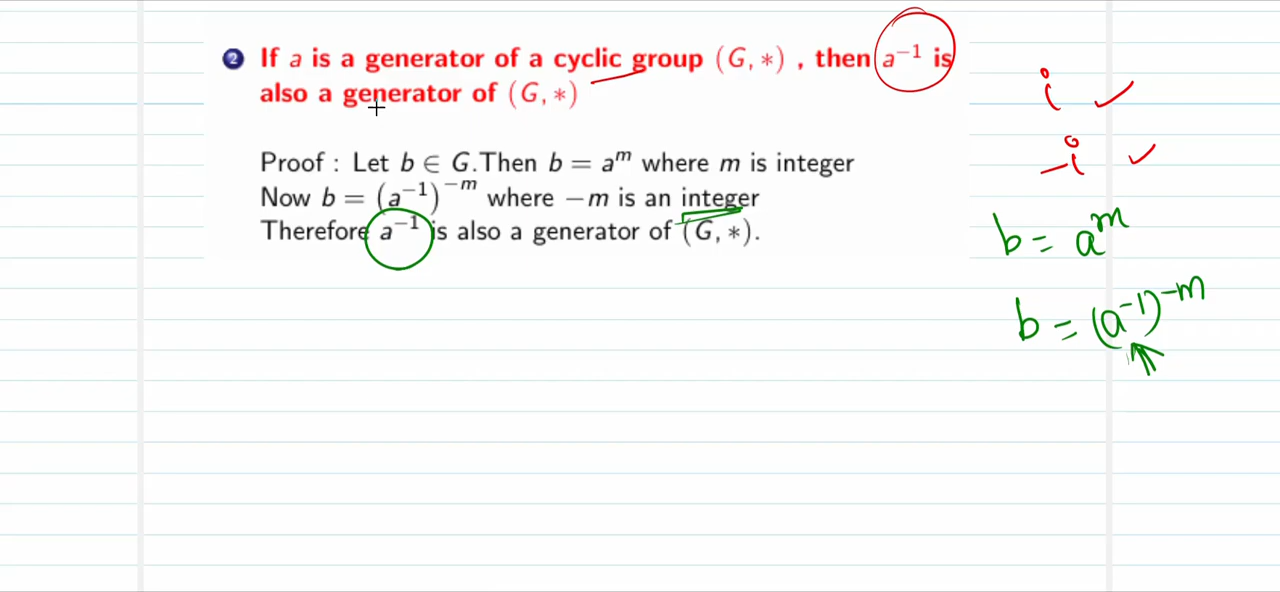 2 If a is a generator of a cyclic group (G, ∗) , then a⁻¹ is
also a generator of (G, ∗)
Proof : Let b ∈ G.Then b = aᵐ where m is integer
Now b = (a⁻¹)⁻ᵐ where −m is an integer
Therefore a⁻¹ is also a generator of (G, ∗).
i ✓
−i ✓
b = aᵐ
b = (a⁻¹)⁻ᵐ